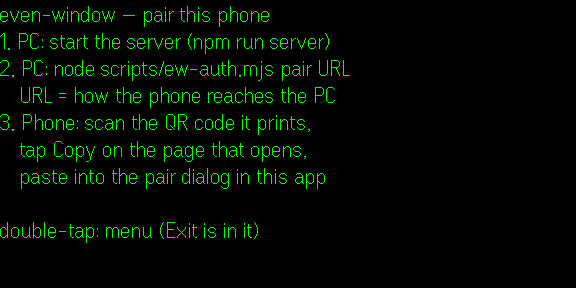 even-window — pair this phone
1. PC: start the server (npm run server)
2. PC: node scripts/ew-auth.mjs pair URL
URL = how the phone reaches the PC
3. Phone: scan the QR code it prints,
tap Copy on the page that opens,
paste into the pair dialog in this app
double-tap: menu (Exit is in it)